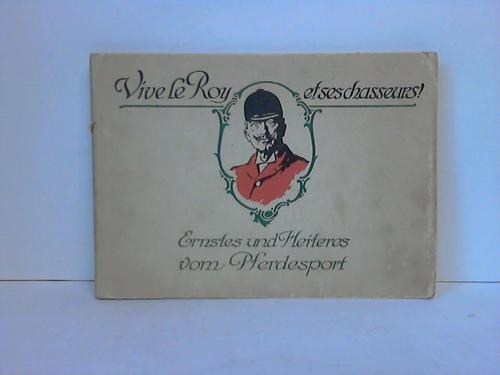 Vive le Roy et ses chasseurs!
Ernstes und Heiteres
vom Pferdesport